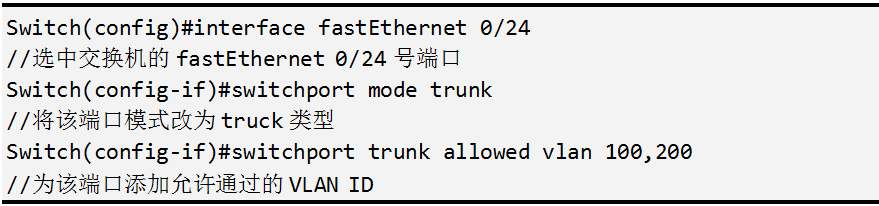 Switch(config)#interface fastEthernet 0/24
//选中交换机的 fastEthernet 0/24 号端口
Switch(config-if)#switchport mode trunk
//将该端口模式改为 truck 类型
Switch(config-if)#switchport trunk allowed vlan 100,200
//为该端口添加允许通过的 VLAN ID